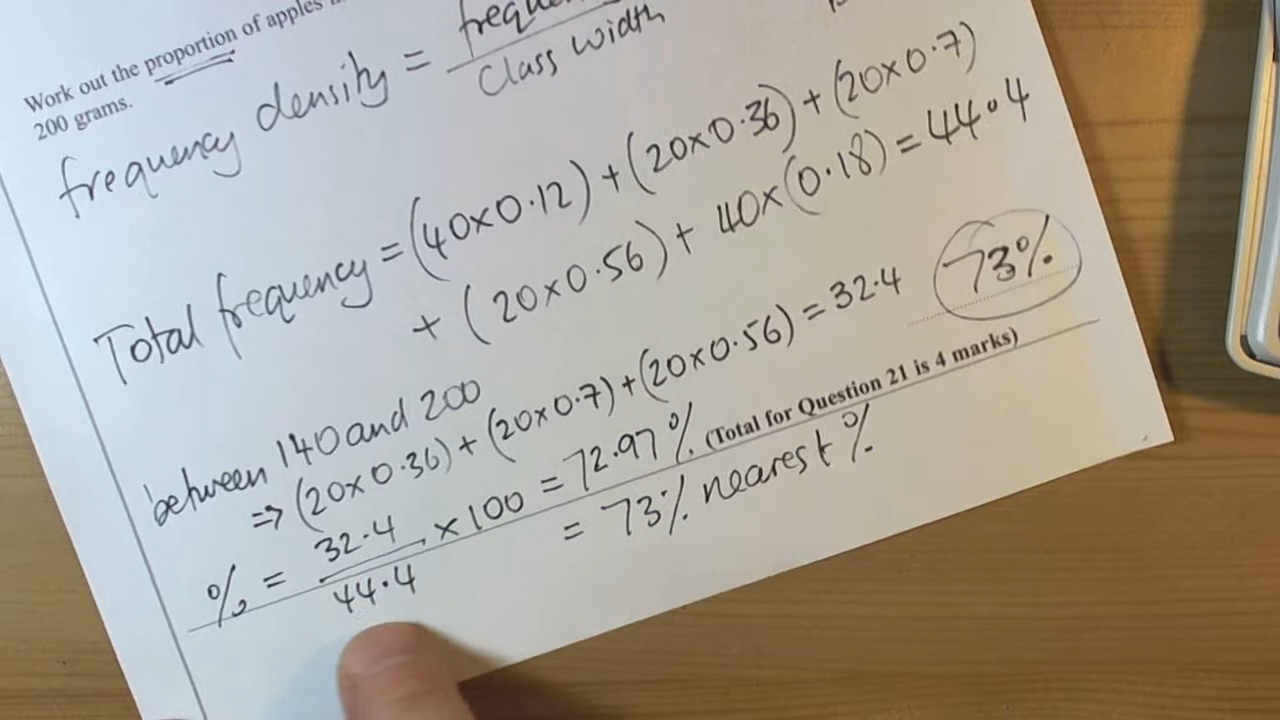 Work out the proportion of apples
200 grams.
frequency density = frequ
Class width
Total frequency = (40×0.12) + (20×0.36) + (20×0.7)
+ (20×0.56) + 40×(0.18) = 44.4
73%
between 140 and 200
⇒ (20×0.36) + (20×0.7) + (20×0.56) = 32.4
(Total for Question 21 is 4 marks)
% = 32.4 / 44.4 × 100 = 72.97%
= 73% nearest %